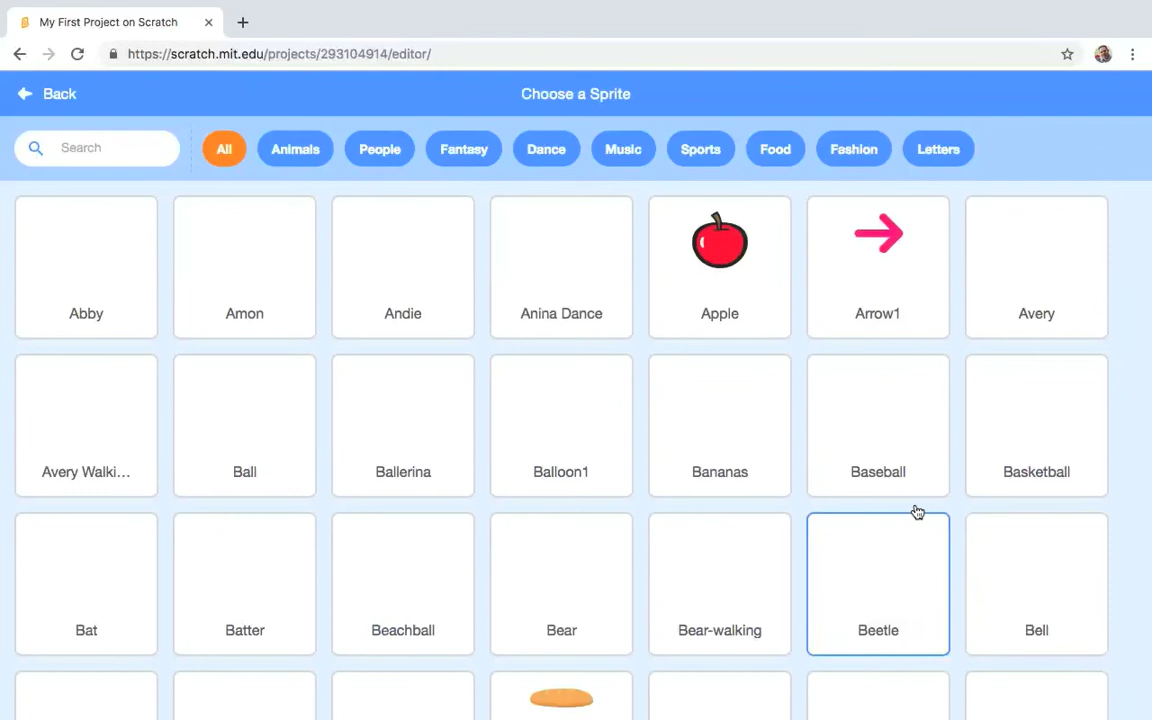 My First Project on Scratch
https://scratch.mit.edu/projects/293104914/editor/
Back
Choose a Sprite
Search
All
Animals
People
Fantasy
Dance
Music
Sports
Food
Fashion
Letters
Abby
Amon
Andie
Anina Dance
Apple
Arrow1
Avery
Avery Walki...
Ball
Ballerina
Balloon1
Bananas
Baseball
Basketball
Bat
Batter
Beachball
Bear
Bear-walking
Beetle
Bell